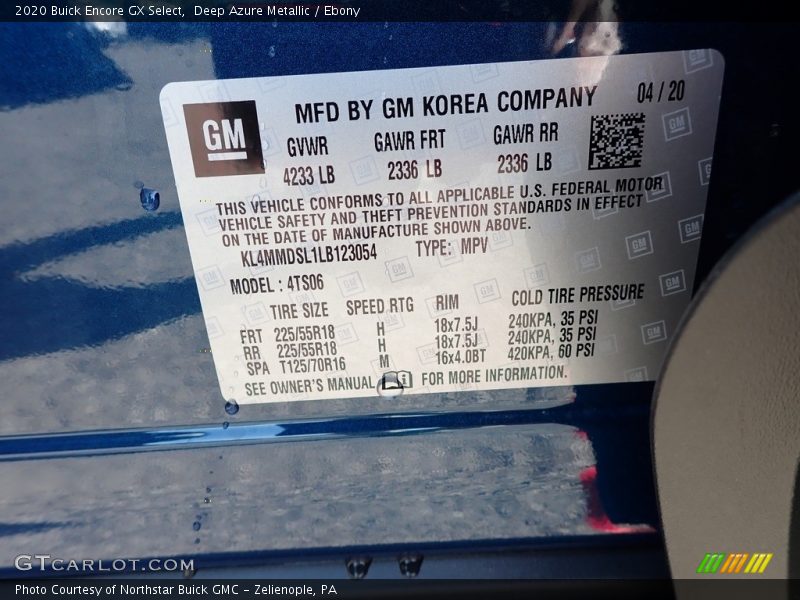 2020 Buick Encore GX Select, Deep Azure Metallic / Ebony
GM
MFD BY GM KOREA COMPANY 04 / 20
GVWR GAWR FRT GAWR RR
4233 LB 2336 LB 2336 LB
THIS VEHICLE CONFORMS TO ALL APPLICABLE U.S. FEDERAL MOTOR
VEHICLE SAFETY AND THEFT PREVENTION STANDARDS IN EFFECT
ON THE DATE OF MANUFACTURE SHOWN ABOVE.
KL4MMDSL1LB123054 TYPE: MPV
MODEL : 4TS06
TIRE SIZE SPEED RTG RIM COLD TIRE PRESSURE
FRT 225/55R18 H 18x7.5J 240KPA, 35 PSI
RR 225/55R18 H 18x7.5J 240KPA, 35 PSI
SPA T125/70R16 M 16x4.0BT 420KPA, 60 PSI
SEE OWNER'S MANUAL FOR MORE INFORMATION.
GTCARLOT.COM
Photo Courtesy of Northstar Buick GMC - Zelienople, PA